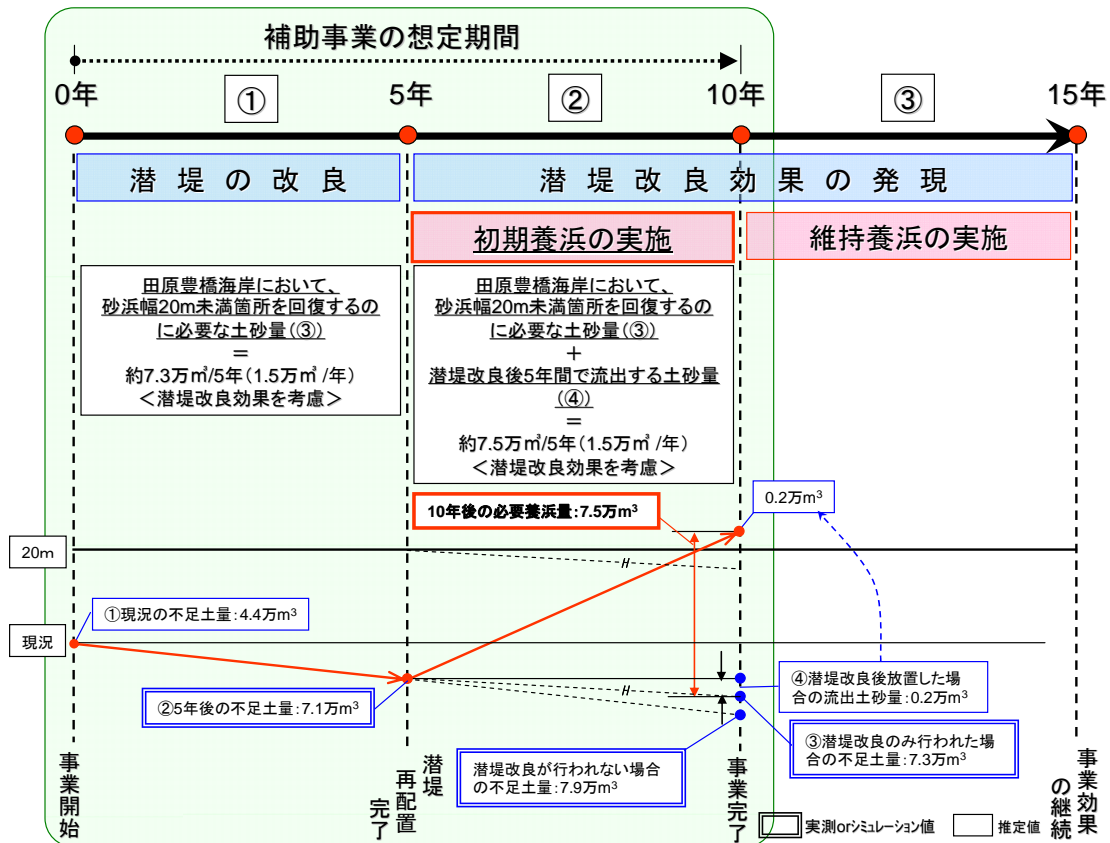 補助事業の想定期間
0年
①
5年
②
10年
③
15年
潜堤の改良
潜堤改良効果の発現
初期養浜の実施
維持養浜の実施
田原豊橋海岸において、
砂浜幅20m未満箇所を回復するの
に必要な土砂量(③)
=
約7.3万㎥/5年(1.5万㎥/年)
<潜堤改良効果を考慮>
田原豊橋海岸において、
砂浜幅20m未満箇所を回復するの
に必要な土砂量(③)
+
潜堤改良後5年間で流出する土砂量
(④)
=
約7.5万㎥/5年(1.5万㎥/年)
<潜堤改良効果を考慮>
10年後の必要養浜量:7.5万m³
0.2万m³
20m
①現況の不足土量:4.4万m³
現況
②5年後の不足土量:7.1万m³
④潜堤改良後放置した場
合の流出土砂量:0.2万m³
③潜堤改良のみ行われた場
合の不足土量:7.3万m³
潜堤改良が行われない場合
の不足土量:7.9万m³
事業開始
潜堤
再配置
完了
事業完了
事業効果
の継続
実測orシミュレーション値
推定値